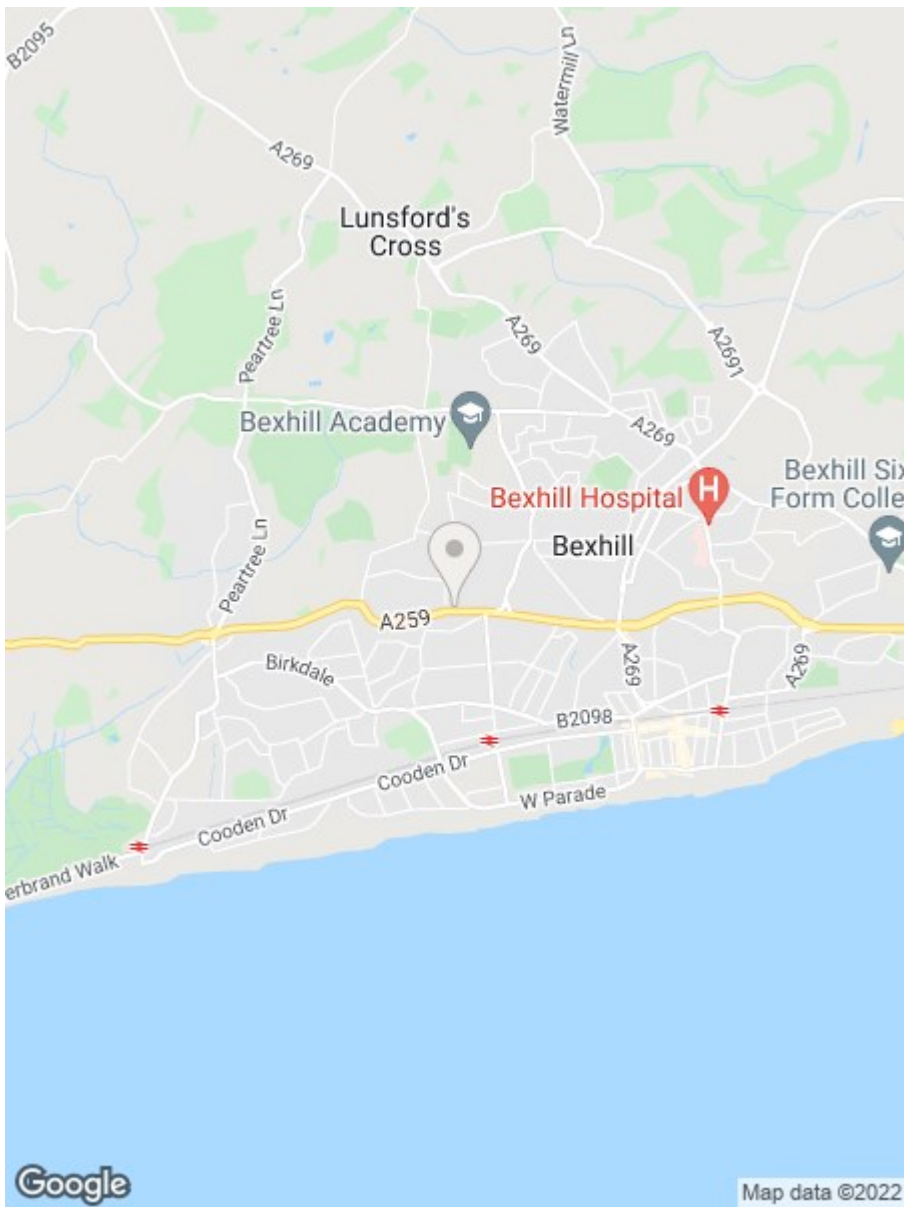 B2095
Watermill Ln
A269
Lunsford's
Cross
Peartree Ln
A269
A2691
Bexhill Academy
A269
Bexhill Six
Form Colle
Bexhill Hospital
H
Bexhill
Peartree Ln
A259
Birkdale
A269
A269
B2098
Cooden Dr
W Parade
Cooden Dr
erbrand Walk
Google
Map data ©2022